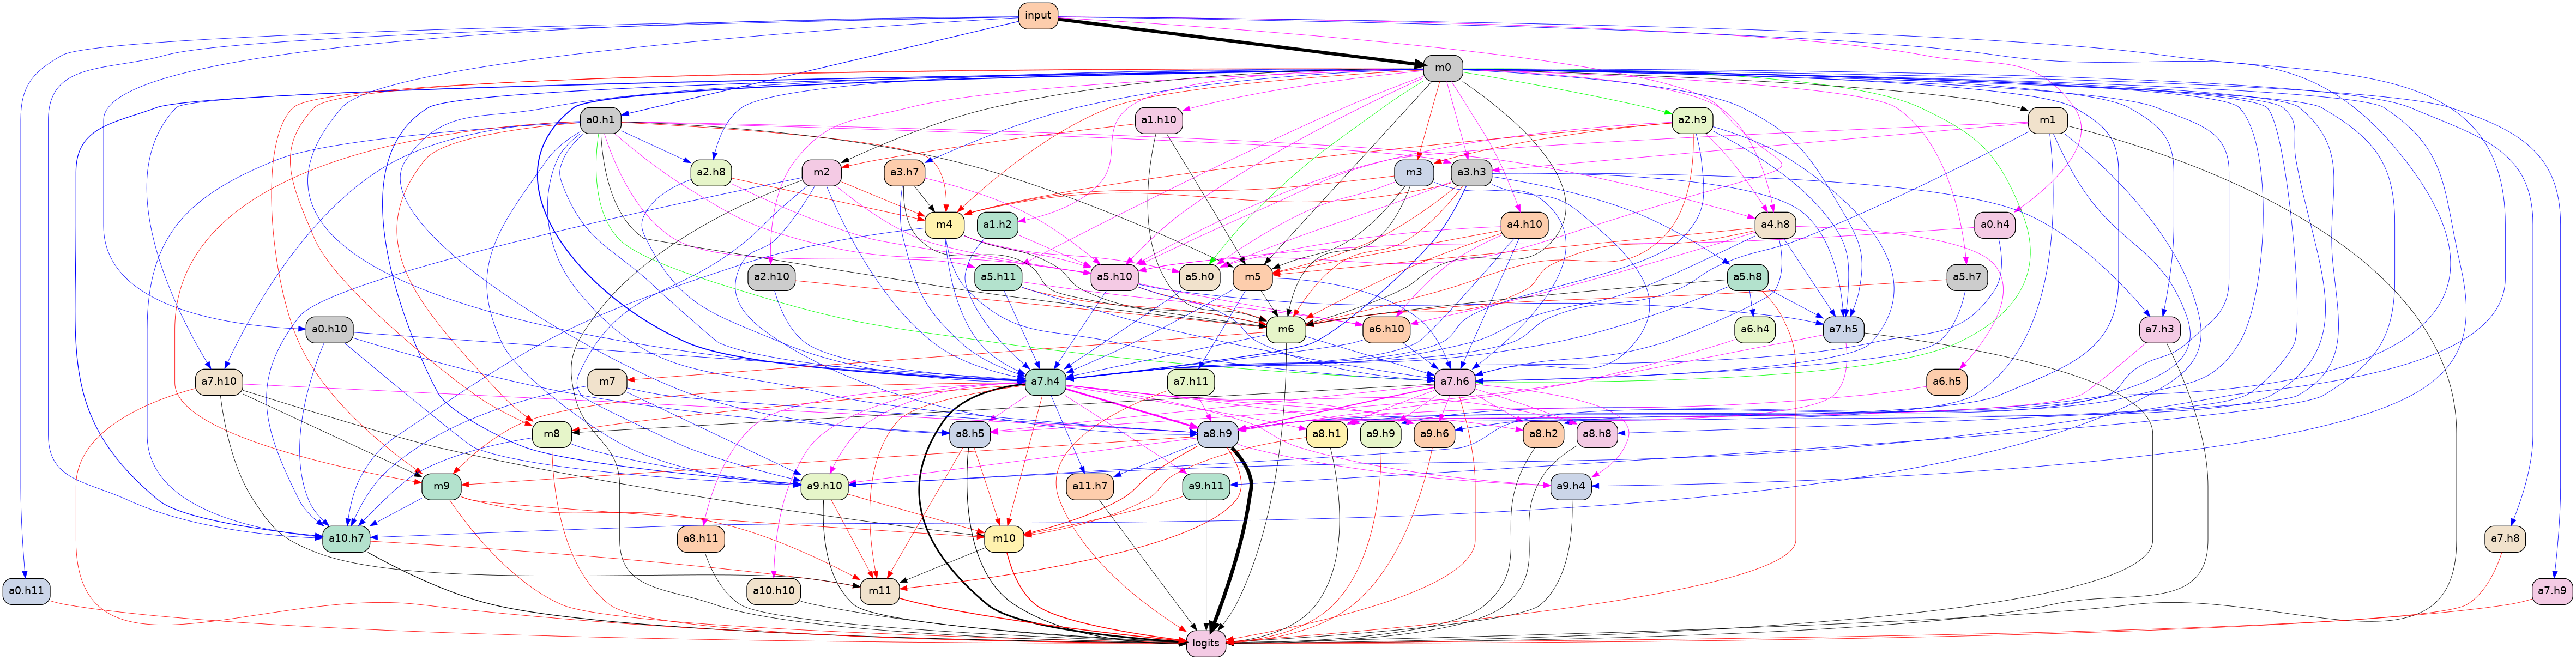 input
m0
a0.h1 a1.h10 a2.h9 m1
a2.h8 m2 a3.h7 m3 a3.h3
m4 a1.h2 a4.h10 a4.h8 a0.h4
a2.h10 a5.h11 a5.h10 a5.h0 m5 a5.h8 a5.h7
a0.h10 m6 a6.h10 a6.h4 a7.h5 a7.h3
a7.h10 m7 a7.h4 a7.h11 a7.h6 a6.h5
m8 a8.h5 a8.h9 a8.h1 a9.h9 a9.h6 a8.h2 a8.h8
m9 a9.h10 a11.h7 a9.h11 a9.h4
a10.h7 a8.h11 m10 a7.h8
a0.h11 a10.h10 m11 a7.h9
logits